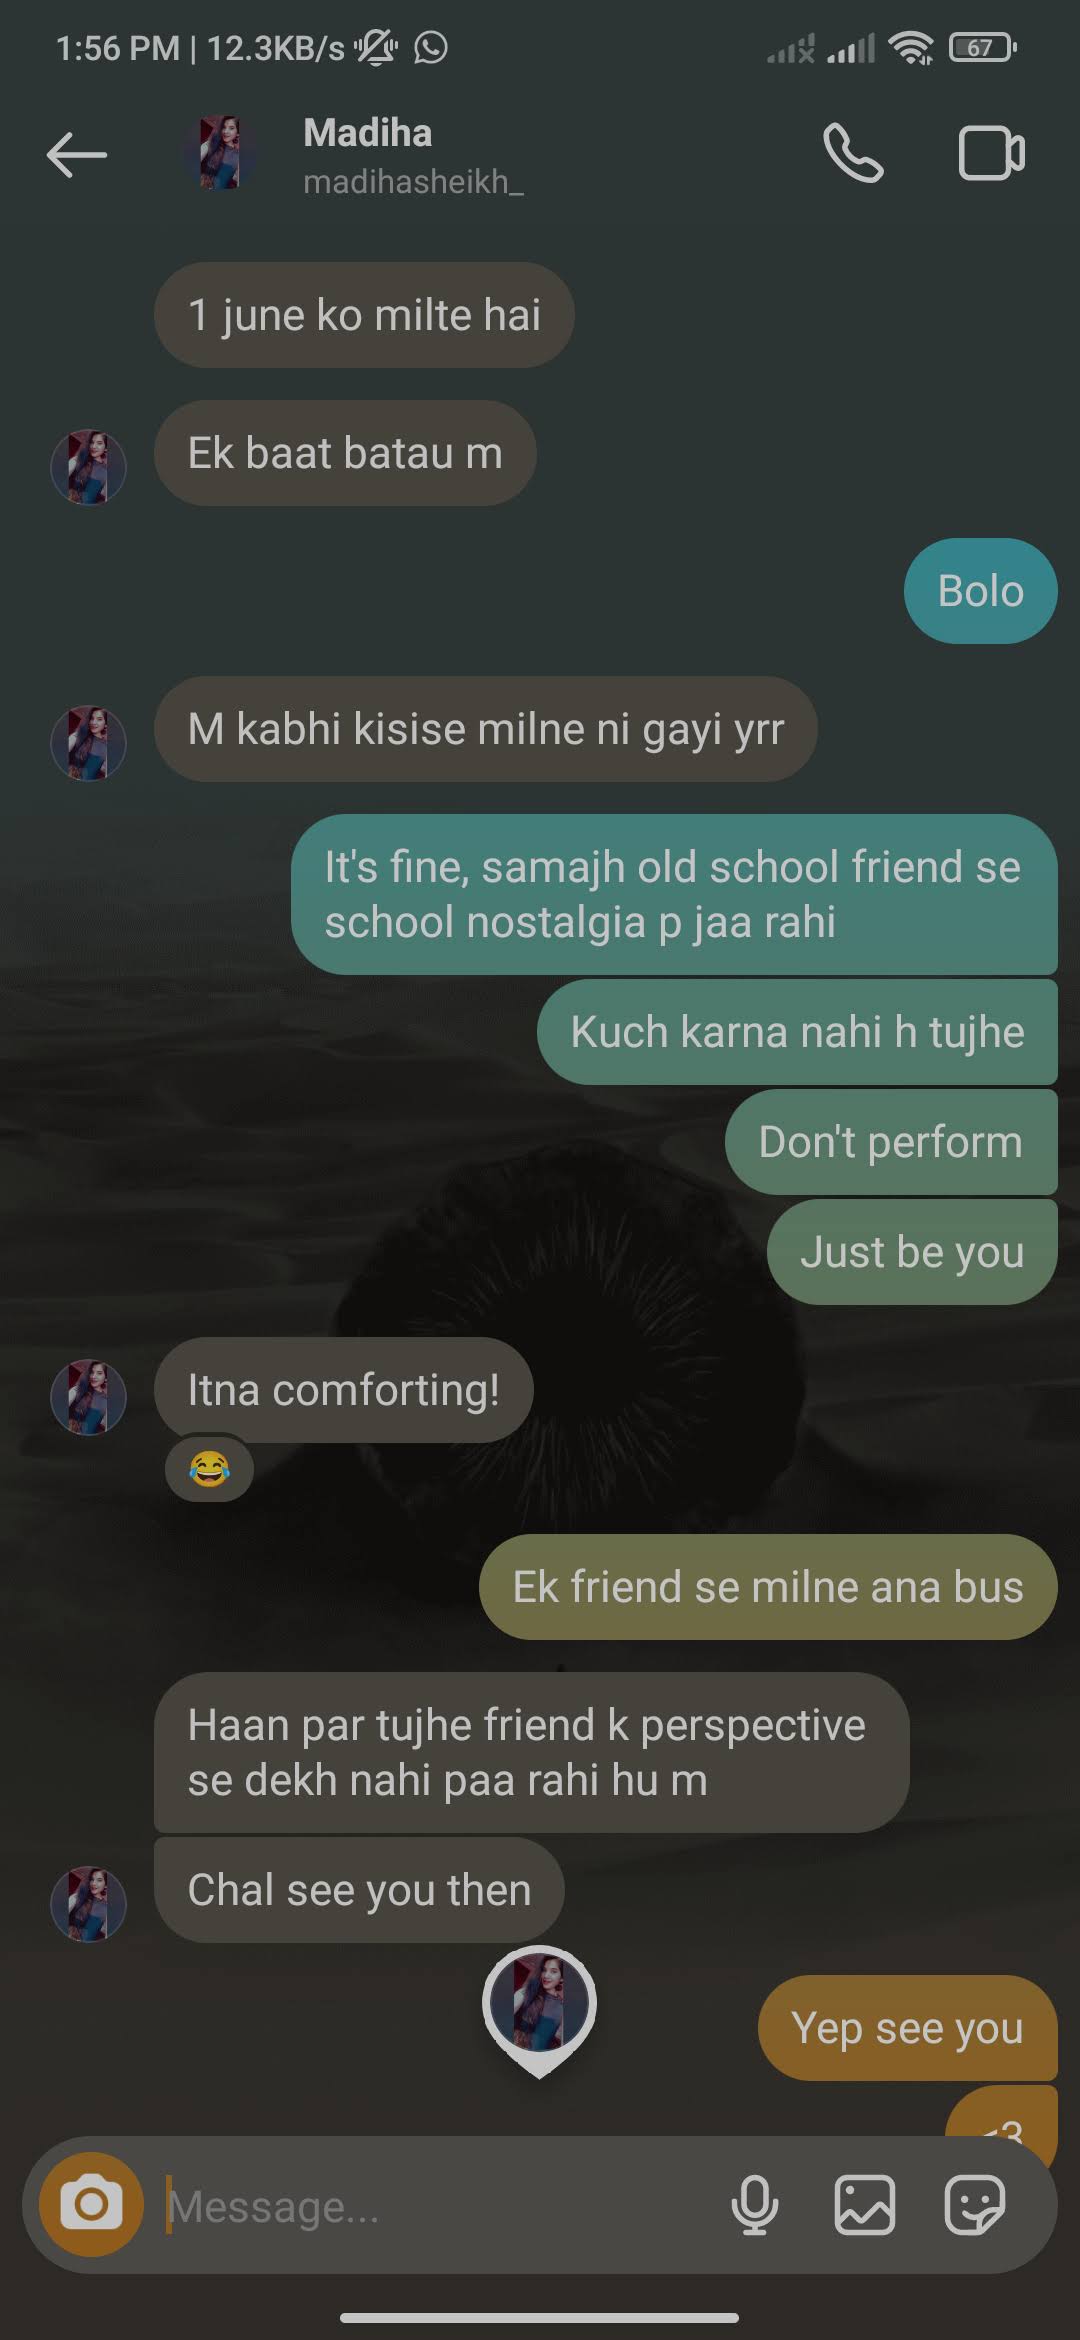 1:56 PM | 12.3KB/s
67
Madiha
madihasheikh_
1 june ko milte hai
Ek baat batau m
Bolo
M kabhi kisise milne ni gayi yrr
It's fine, samajh old school friend se
school nostalgia p jaa rahi
Kuch karna nahi h tujhe
Don't perform
Just be you
Itna comforting!
😂
Ek friend se milne ana bus
Haan par tujhe friend k perspective
se dekh nahi paa rahi hu m
Chal see you then
Yep see you
<3
Message...